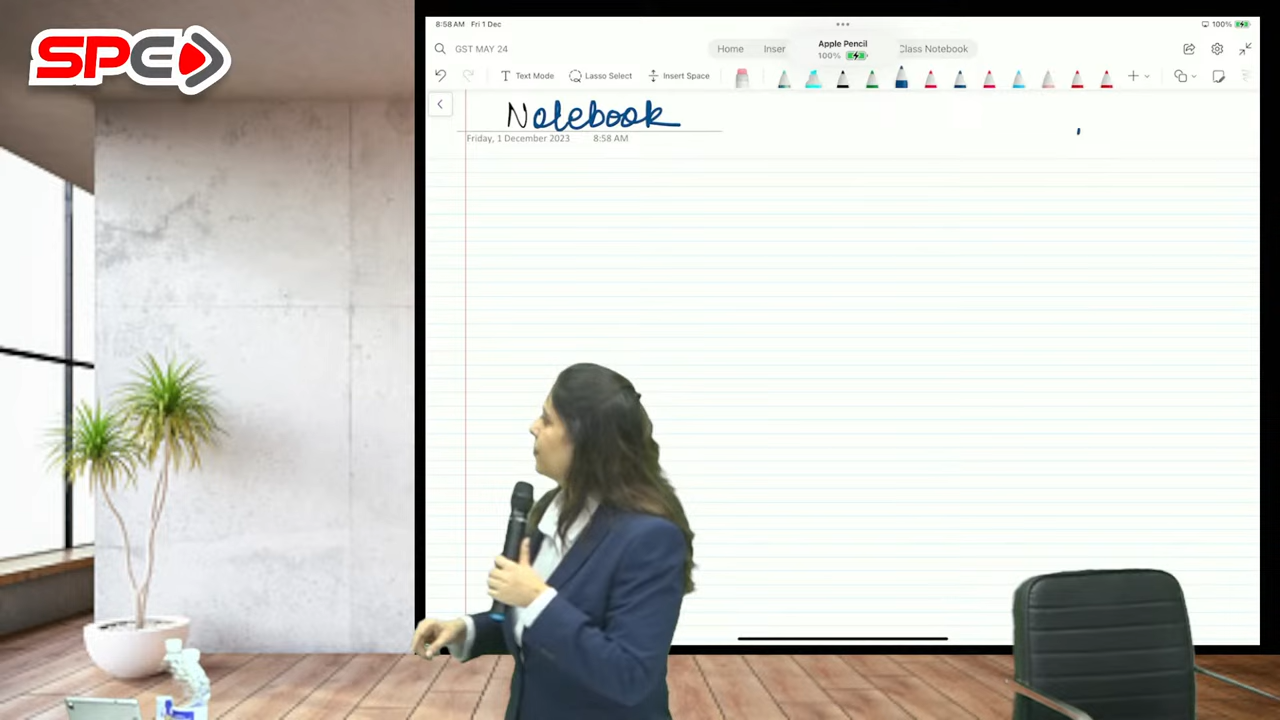 SPED
8:58 AM Fri 1 Dec
100%
GST MAY 24
Home Inser Apple Pencil Class Notebook
100%
Text Mode Lasso Select Insert Space
Notebook
Friday, 1 December 2023 8:58 AM